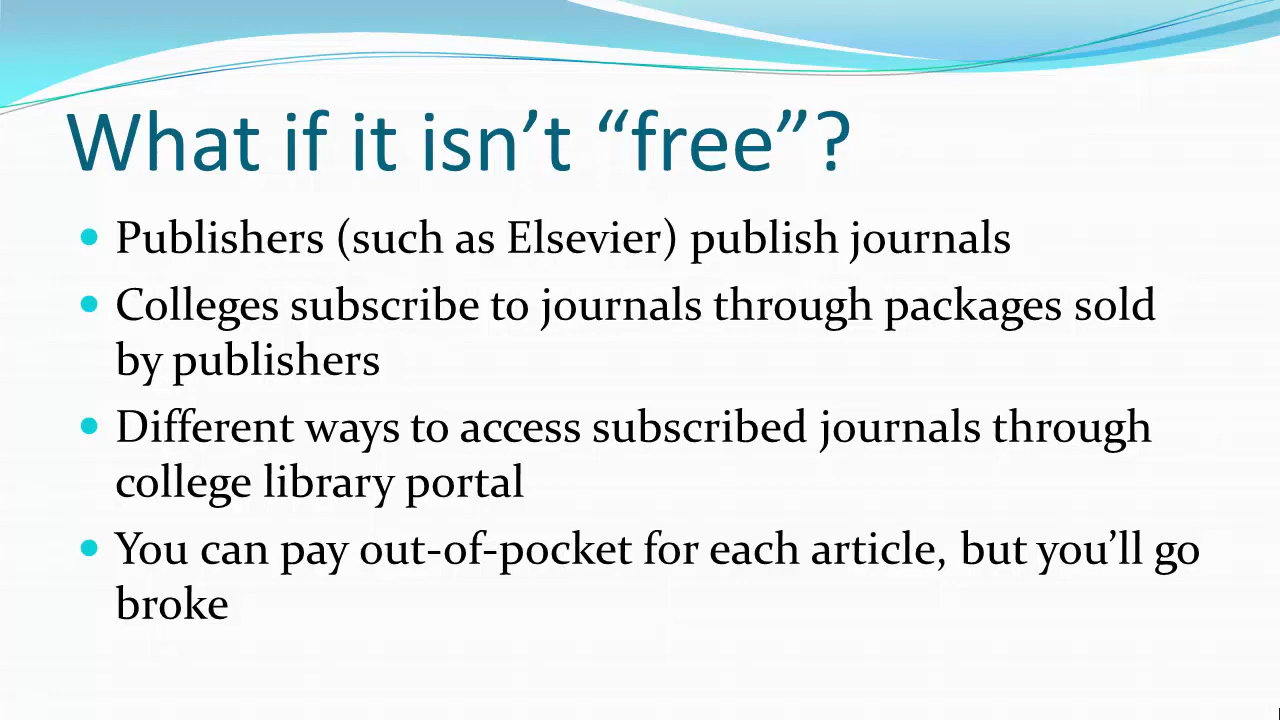 What if it isn’t “free”?
Publishers (such as Elsevier) publish journals
Colleges subscribe to journals through packages sold
by publishers
Different ways to access subscribed journals through
college library portal
You can pay out-of-pocket for each article, but you’ll go
broke